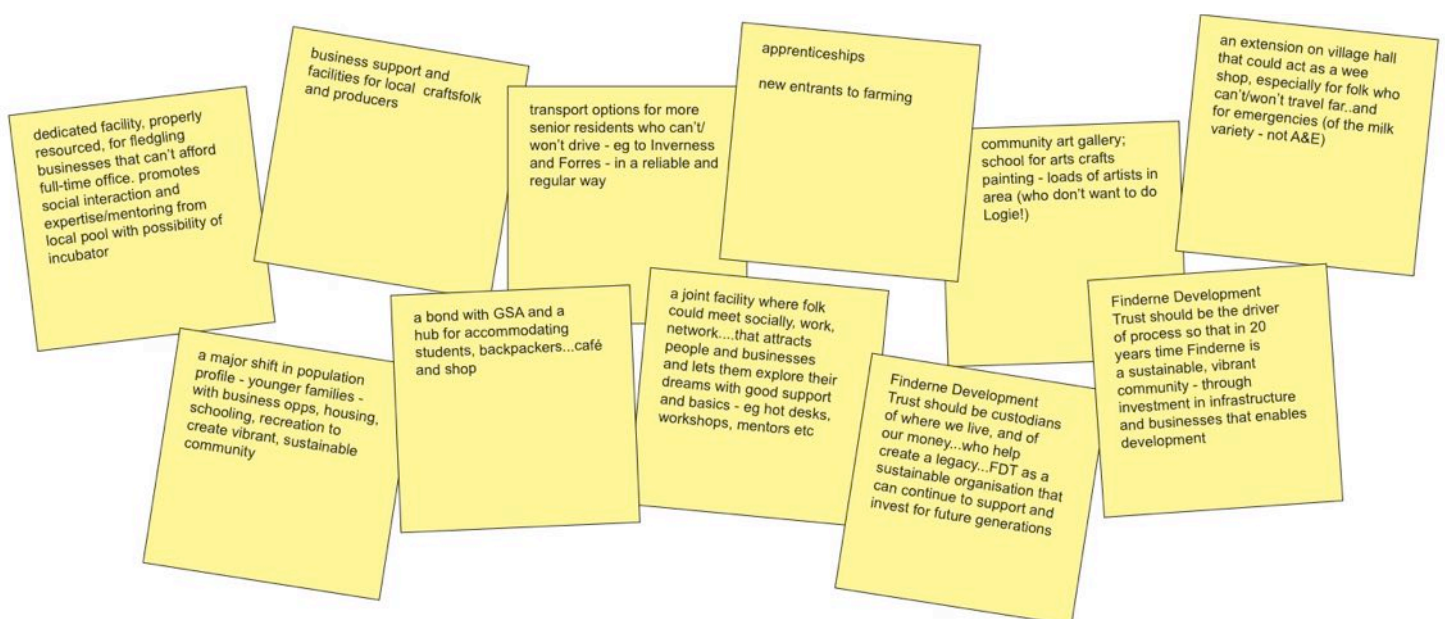 dedicated facility, properly
resourced, for fledgling
businesses that can't afford
full-time office. promotes
social interaction and
expertise/mentoring from
local pool with possibility of
incubator
business support and
facilities for local craftsfolk
and producers
transport options for more
senior residents who can't/
won't drive - eg to Inverness
and Forres - in a reliable and
regular way
apprenticeships
new entrants to farming
community art gallery;
school for arts crafts
painting - loads of artists in
area (who don't want to do
Logie!)
an extension on village hall
that could act as a wee
shop, especially for folk who
can't/won't travel far..and
for emergencies (of the milk
variety - not A&E)
a major shift in population
profile - younger families -
with business opps, housing,
schooling, recreation to
create vibrant, sustainable
community
a bond with GSA and a
hub for accommodating
students, backpackers...café
and shop
a joint facility where folk
could meet socially, work,
network....that attracts
people and businesses
and lets them explore their
dreams with good support
and basics - eg hot desks,
workshops, mentors etc
Finderne Development
Trust should be custodians
of where we live, and of
our money...who help
create a legacy...FDT as a
sustainable organisation that
can continue to support and
invest for future generations
Finderne Development
Trust should be the driver
of process so that in 20
years time Finderne is
a sustainable, vibrant
community - through
investment in infrastructure
and businesses that enables
development